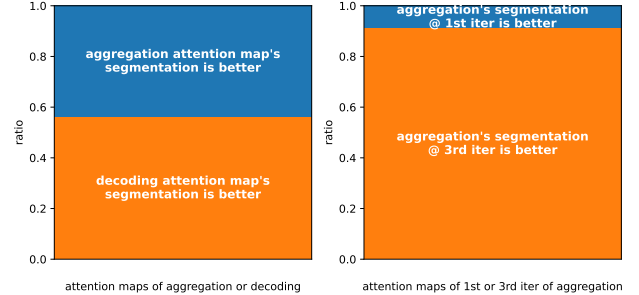 1.0
0.8
0.6
0.4
0.2
0.0
ratio
aggregation attention map's
segmentation is better
decoding attention map's
segmentation is better
attention maps of aggregation or decoding
1.0
0.8
0.6
0.4
0.2
0.0
ratio
aggregation's segmentation
@ 1st iter is better
aggregation's segmentation
@ 3rd iter is better
attention maps of 1st or 3rd iter of aggregation